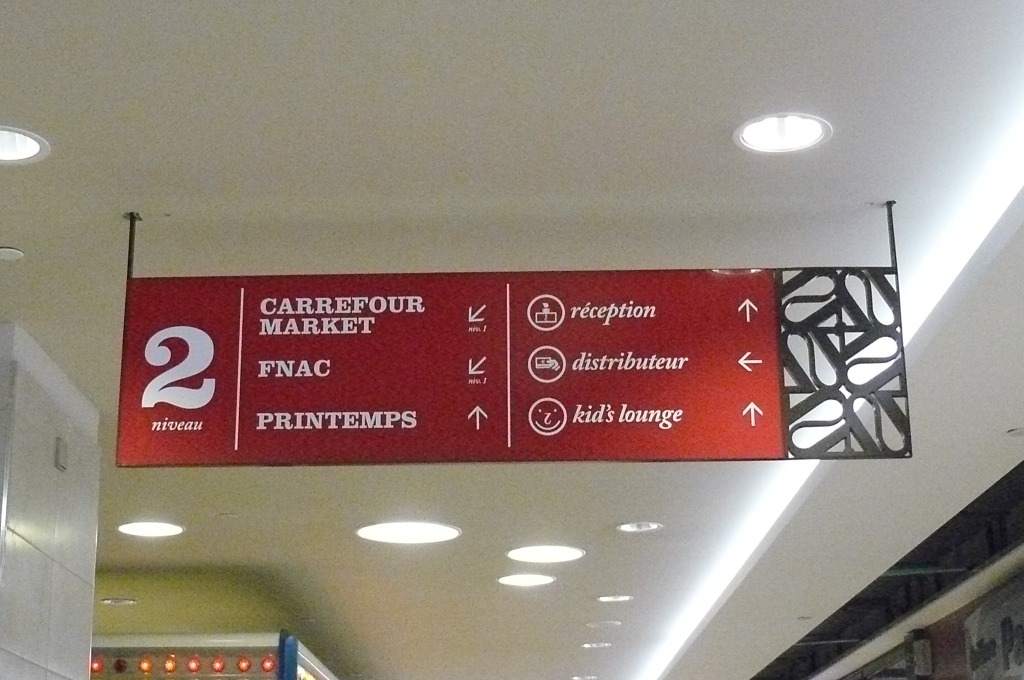 2
niveau
CARREFOUR
MARKET
niv. 1
FNAC
niv. 1
PRINTEMPS
réception
distributeur
kid's lounge